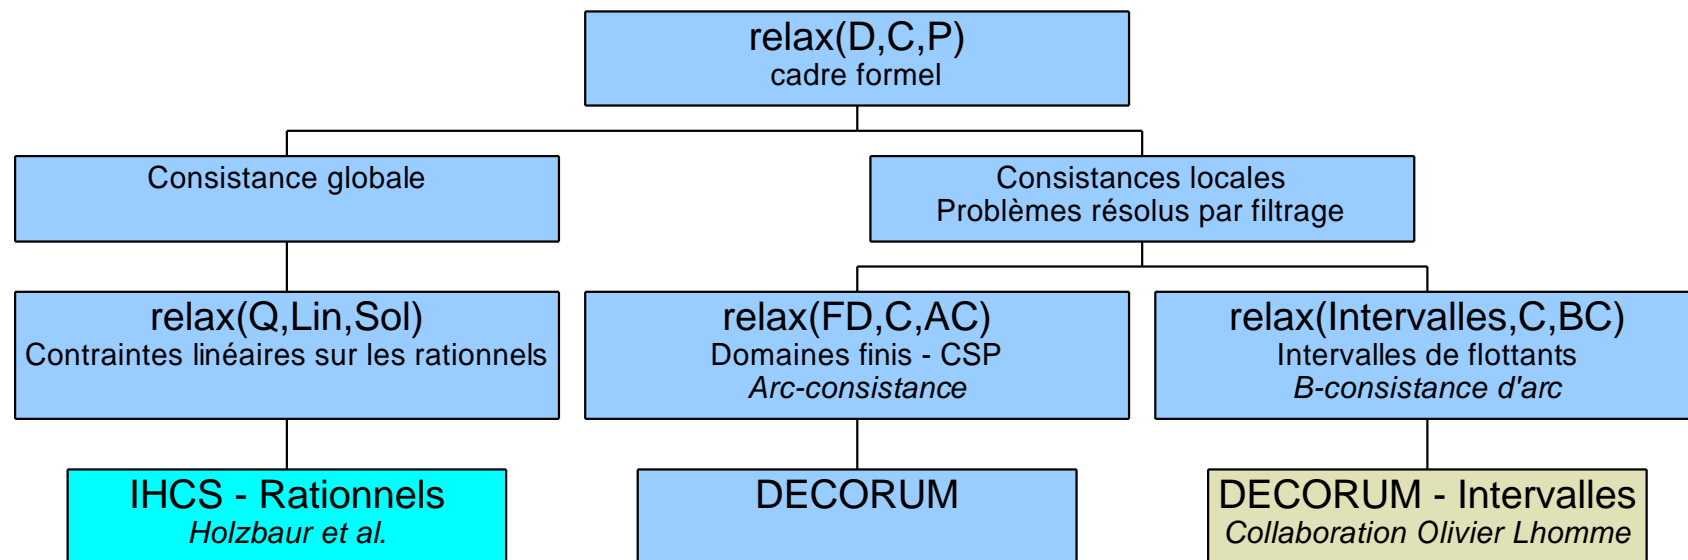 relax(D,C,P)
cadre formel
Consistance globale
Consistances locales
Problèmes résolus par filtrage
relax(Q,Lin,Sol)
Contraintes linéaires sur les rationnels
relax(FD,C,AC)
Domaines finis - CSP
Arc-consistance
relax(Intervalles,C,BC)
Intervalles de flottants
B-consistance d'arc
IHCS - Rationnels
Holzbaur et al.
DECORUM
DECORUM - Intervalles
Collaboration Olivier Lhomme